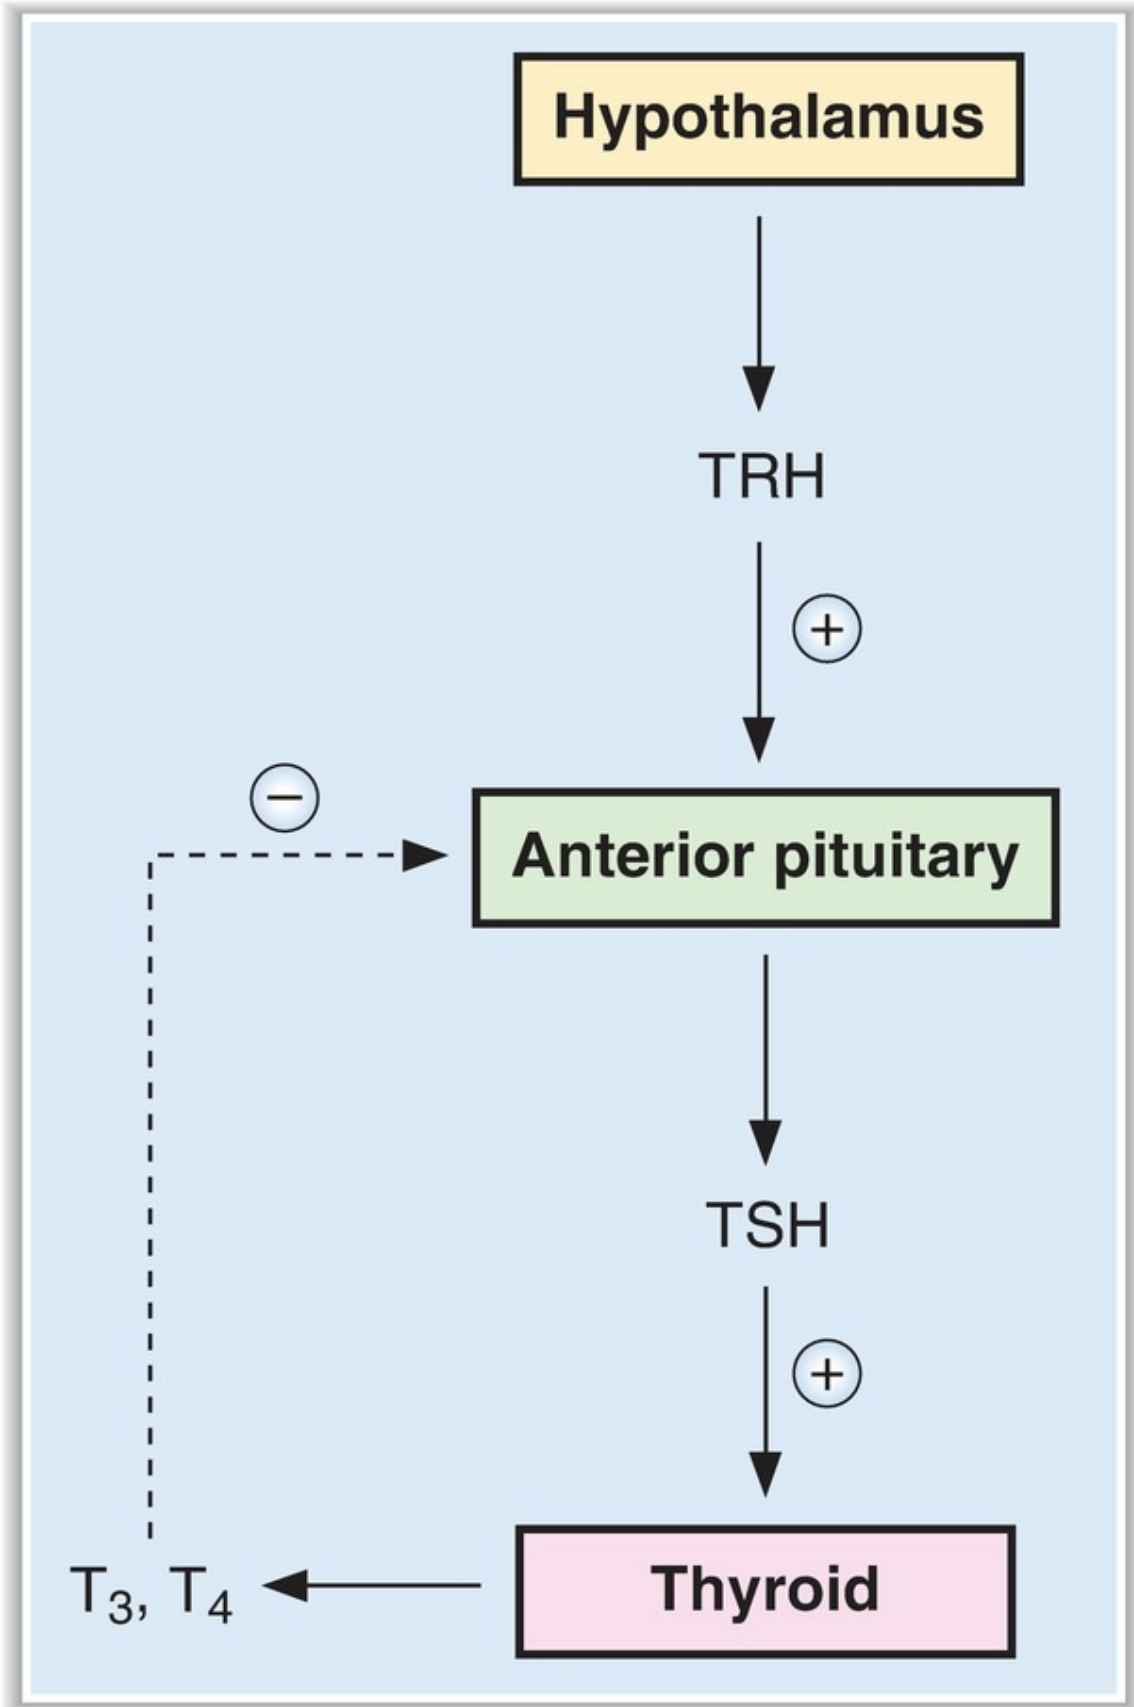 Hypothalamus
TRH
+
−
Anterior pituitary
TSH
+
T₃, T₄
Thyroid